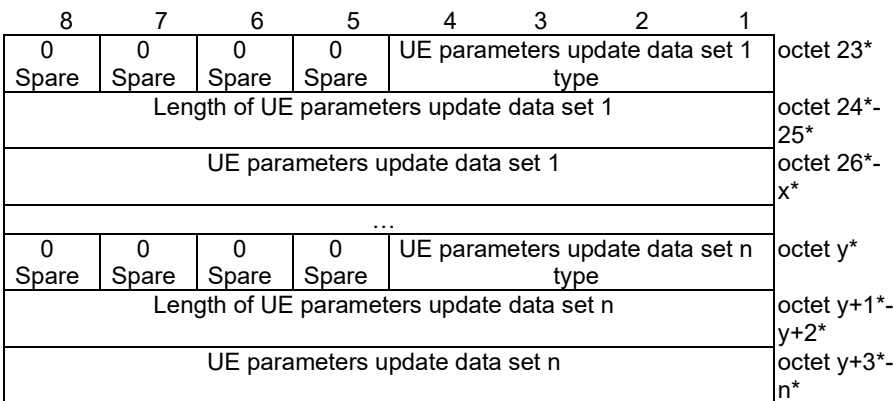 8 7 6 5 4 3 2 1
0 0 0 0 UE parameters update data set 1 octet 23*
Spare Spare Spare Spare type
Length of UE parameters update data set 1 octet 24*-
25*
UE parameters update data set 1 octet 26*-
x*
…
0 0 0 0 UE parameters update data set n octet y*
Spare Spare Spare Spare type
Length of UE parameters update data set n octet y+1*-
y+2*
UE parameters update data set n octet y+3*-
n*